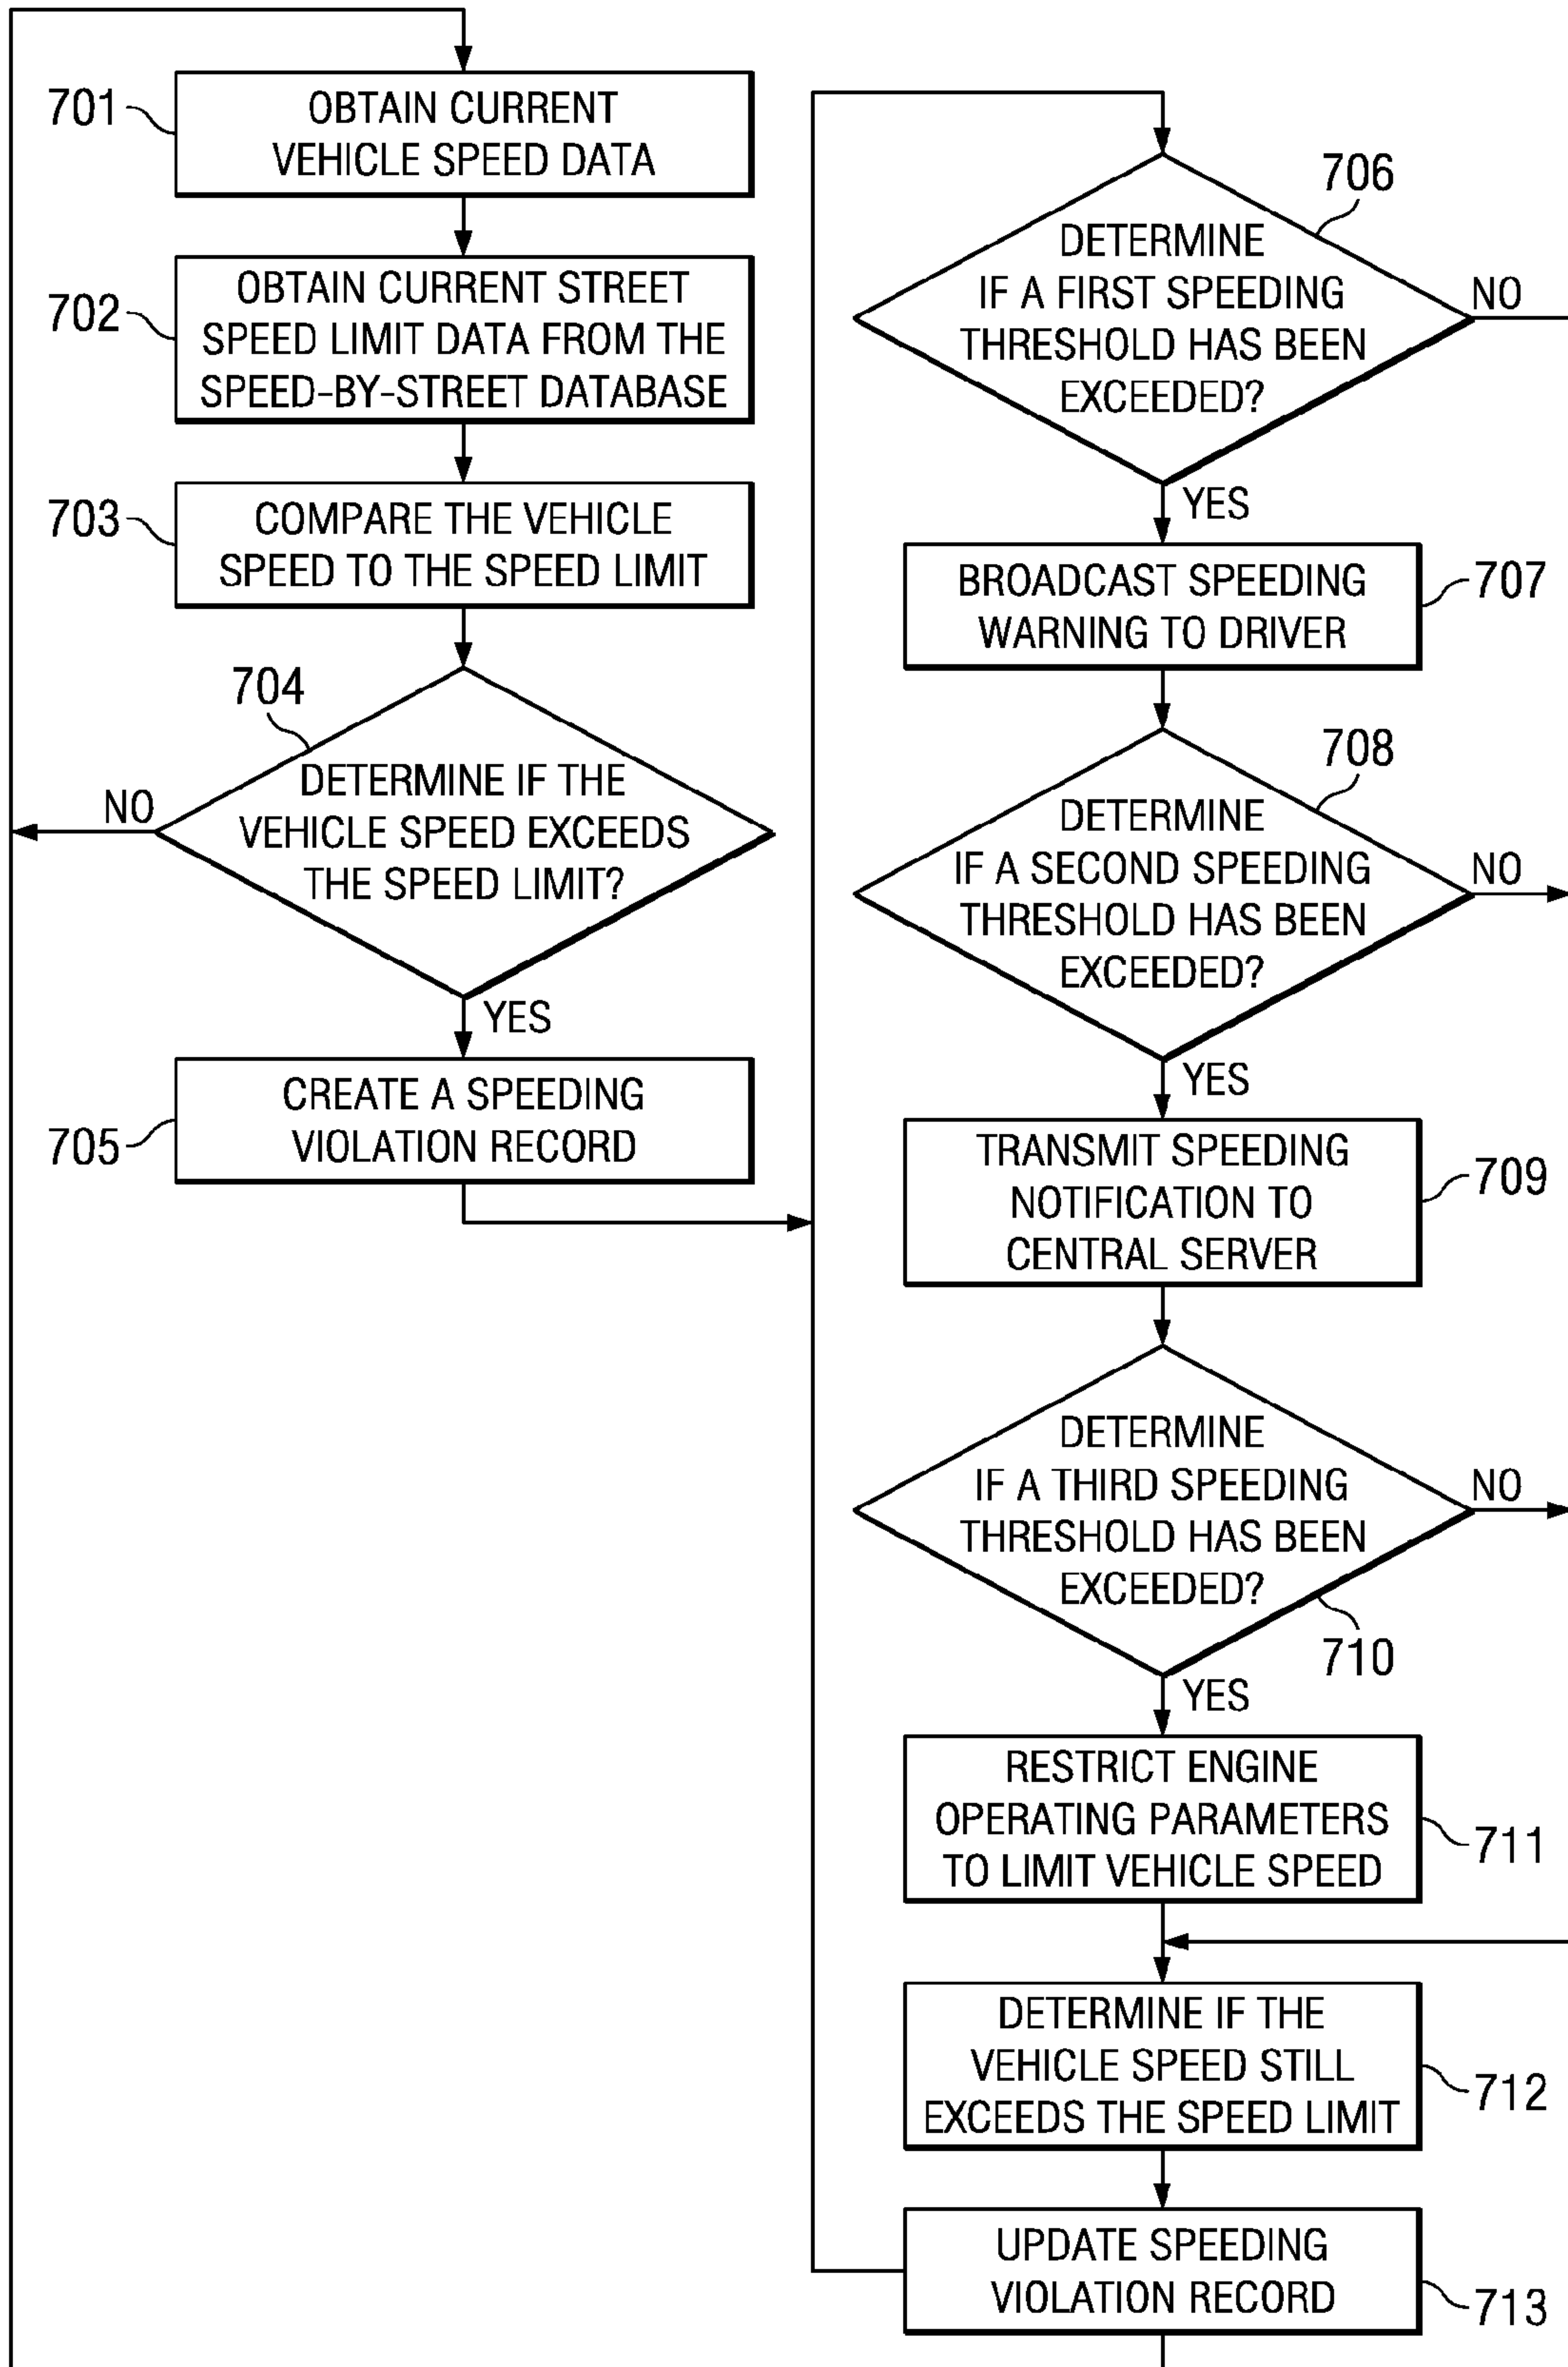 701
OBTAIN CURRENT
VEHICLE SPEED DATA
702
OBTAIN CURRENT STREET
SPEED LIMIT DATA FROM THE
SPEED-BY-STREET DATABASE
703
COMPARE THE VEHICLE
SPEED TO THE SPEED LIMIT
704
DETERMINE IF THE
VEHICLE SPEED EXCEEDS
THE SPEED LIMIT?
NO
YES
705
CREATE A SPEEDING
VIOLATION RECORD
706
DETERMINE
IF A FIRST SPEEDING
THRESHOLD HAS BEEN
EXCEEDED?
NO
YES
BROADCAST SPEEDING
WARNING TO DRIVER
707
708
DETERMINE
IF A SECOND SPEEDING
THRESHOLD HAS BEEN
EXCEEDED?
NO
YES
TRANSMIT SPEEDING
NOTIFICATION TO
CENTRAL SERVER
709
DETERMINE
IF A THIRD SPEEDING
THRESHOLD HAS BEEN
EXCEEDED?
NO
710
YES
RESTRICT ENGINE
OPERATING PARAMETERS
TO LIMIT VEHICLE SPEED
711
DETERMINE IF THE
VEHICLE SPEED STILL
EXCEEDS THE SPEED LIMIT
712
UPDATE SPEEDING
VIOLATION RECORD
713